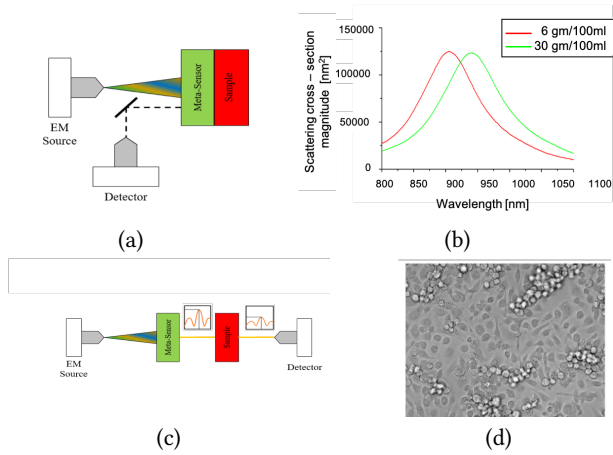 EM
Source
Meta-Sensor
Sample
Detector
(a)
Scattering cross – section
magnitude [nm²]
150000
100000
50000
0
6 gm/100ml
30 gm/100ml
800 850 900 950 1000 1050 1100
Wavelength [nm]
(b)
EM
Source
Meta-Sensor
Sample
Detector
(c)
(d)